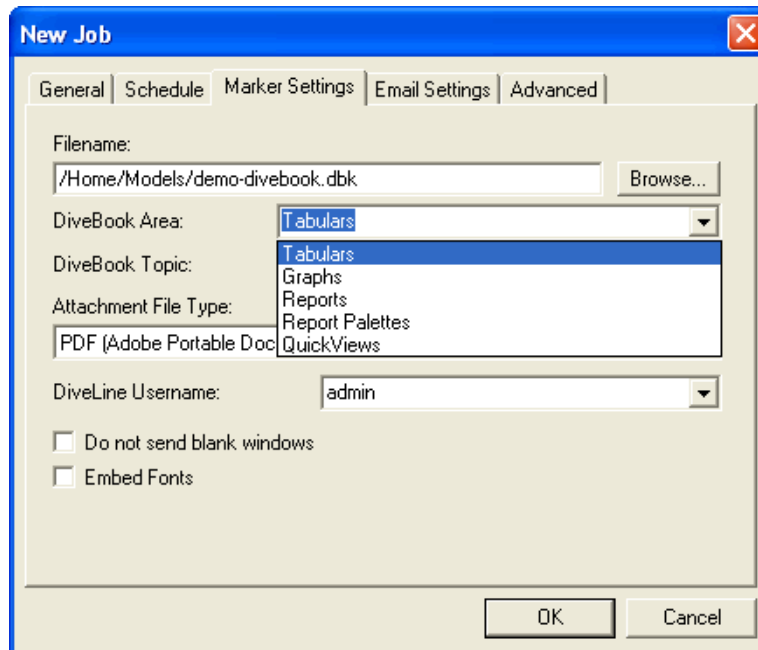 New Job
General Schedule Marker Settings Email Settings Advanced
Filename:
/Home/Models/demo-divebook.dbk Browse...
DiveBook Area: Tabulars
DiveBook Topic:
Tabulars
Graphs
Reports
Report Palettes
QuickViews
Attachment File Type:
PDF (Adobe Portable Doc
DiveLine Username: admin
Do not send blank windows
Embed Fonts
OK Cancel